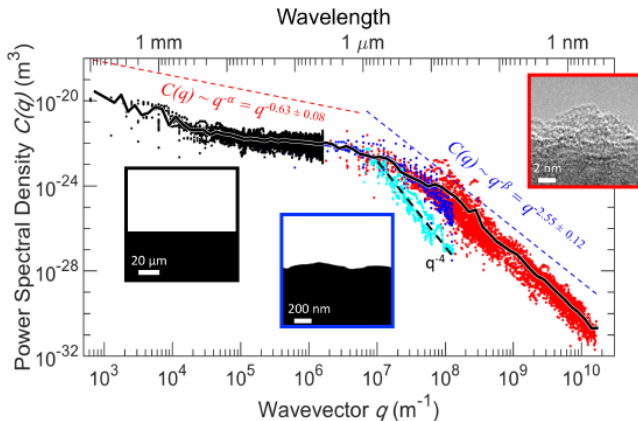 Wavelength
1 mm 1 μm 1 nm
Power Spectral Density C(q) (m³)
10⁻²⁰
10⁻²⁴
10⁻²⁸
10⁻³²
C(q) ~ q^-α = q^-0.63 ± 0.08
C(q) ~ q^-β = q^-2.55 ± 0.12
2 nm
20 μm
200 nm
q⁻⁴
10³ 10⁴ 10⁵ 10⁶ 10⁷ 10⁸ 10⁹ 10¹⁰
Wavevector q (m⁻¹)